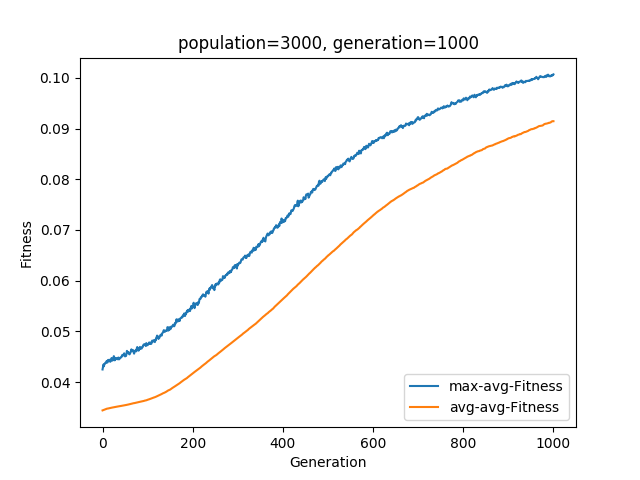 population=3000, generation=1000
Fitness
0.10
0.09
0.08
0.07
0.06
0.05
0.04
0
200
400
600
800
1000
Generation
max-avg-Fitness
avg-avg-Fitness